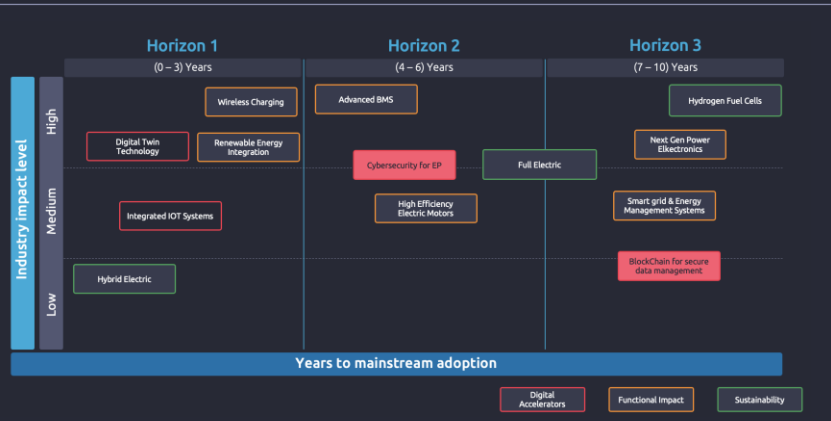 Horizon 1
Horizon 2
Horizon 3
(0 – 3) Years
(4 – 6) Years
(7 – 10) Years
Industry impact level
High
Medium
Low
Wireless Charging
Advanced BMS
Hydrogen Fuel Cells
Digital Twin
Technology
Renewable Energy
Integration
Next Gen Power
Elkectronics
Cybersecurity for EP
Full Electric
Integrated IOT Systems
High Efficiency
Electric Motors
Smart grid & Energy
Management Systems
Hybrid Electric
BlockChain for secure
data management
Years to mainstream adoption
Digital
Accelerators
Functional Impact
Sustainability